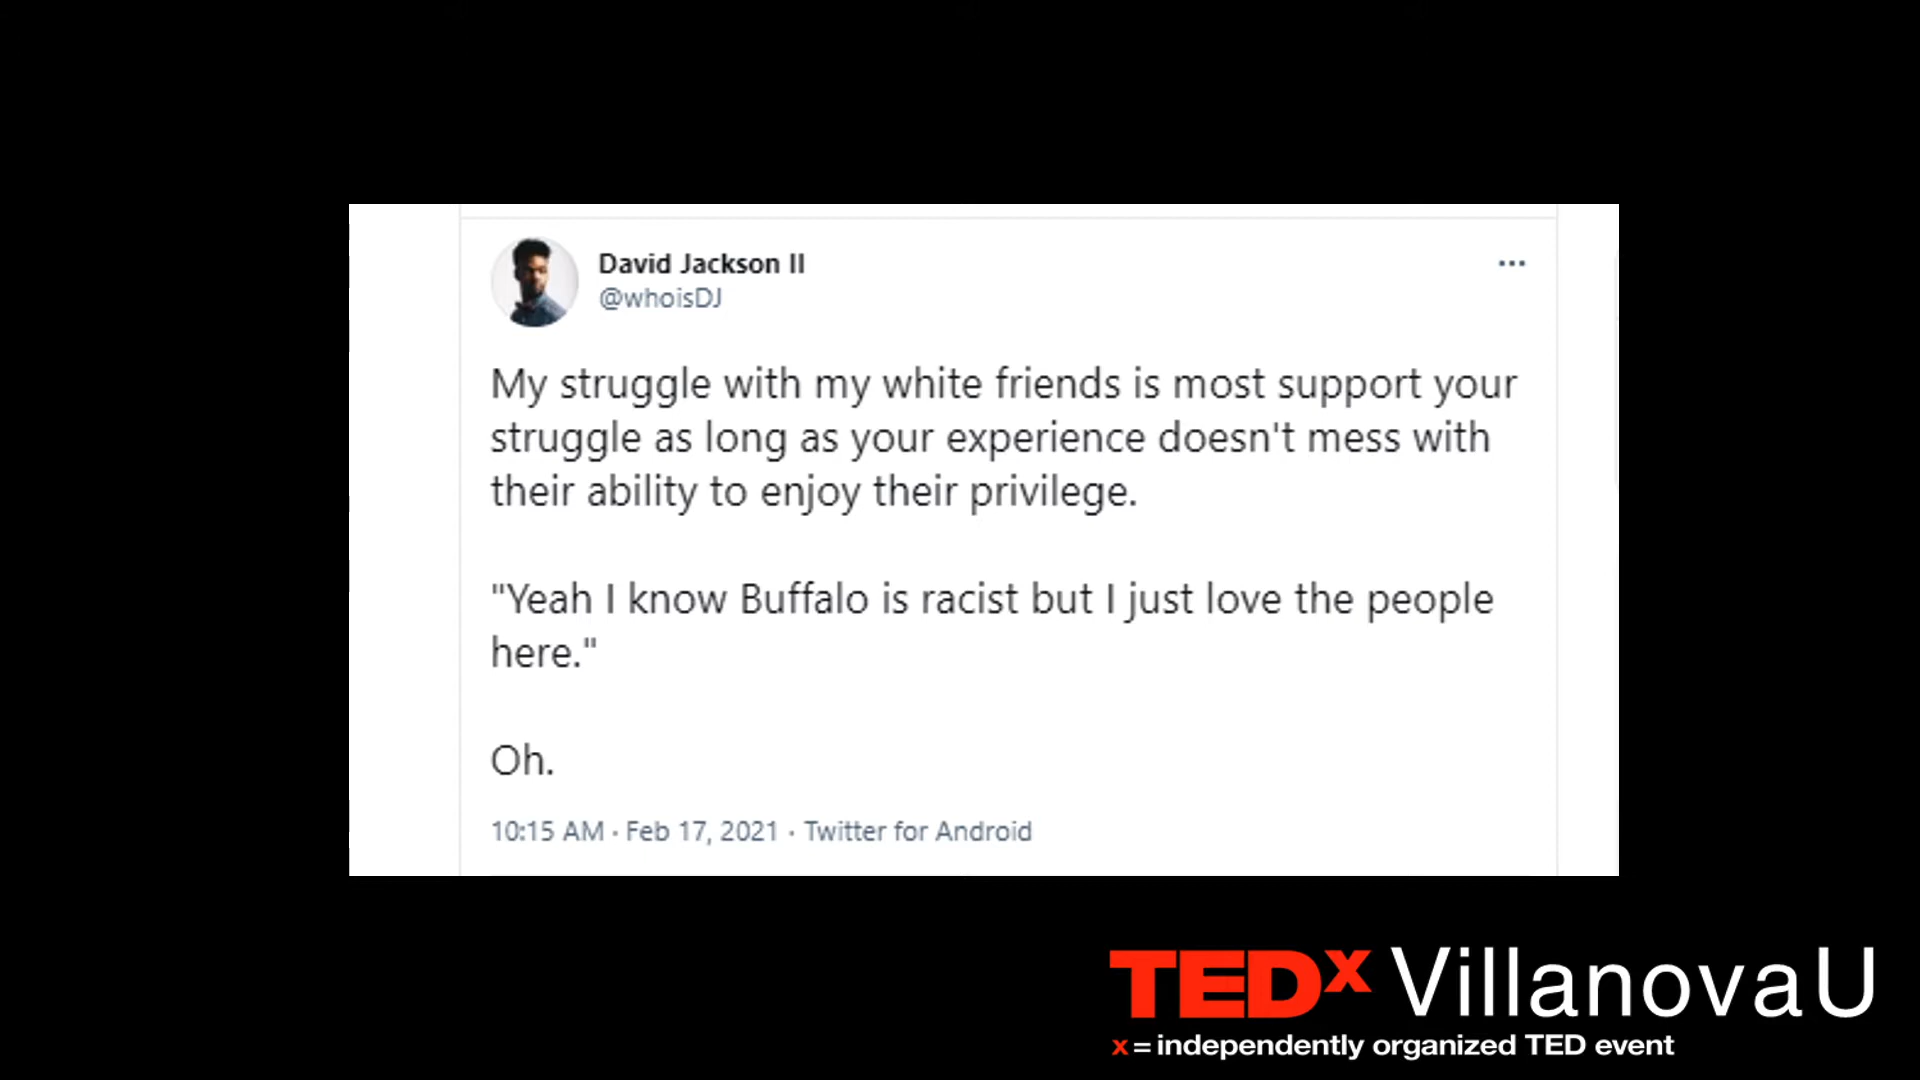 David Jackson II
@whoisDJ
My struggle with my white friends is most support your
struggle as long as your experience doesn't mess with
their ability to enjoy their privilege.
"Yeah I know Buffalo is racist but I just love the people
here."
Oh.
10:15 AM · Feb 17, 2021 · Twitter for Android
TEDx VillanovaU
x = independently organized TED event